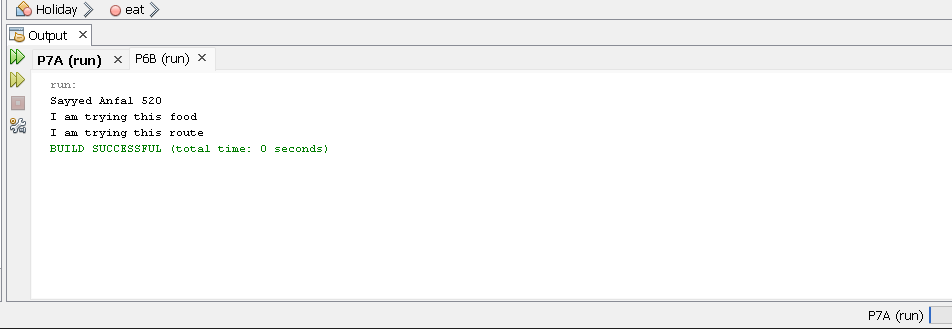 Holiday eat
Output
P7A (run) P6B (run)
run:
Sayyed Anfal 520
I am trying this food
I am trying this route
BUILD SUCCESSFUL (total time: 0 seconds)
P7A (run)